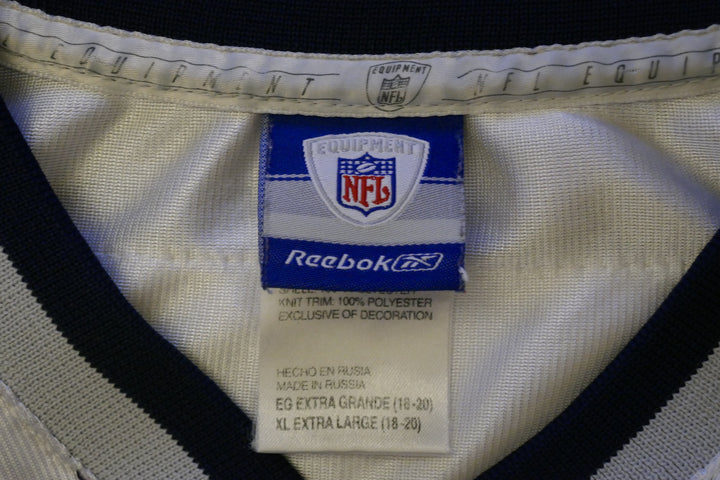 EQUIPMENT
EQUIPMENT
NFL
NFL EQUIP
EQUIPMENT
NFL
Reebok
KNIT TRIM: 100% POLYESTER
EXCLUSIVE OF DECORATION
HECHO EN RUSIA
MADE IN RUSSIA
EG EXTRA GRANDE (18-20)
XL EXTRA LARGE (18-20)